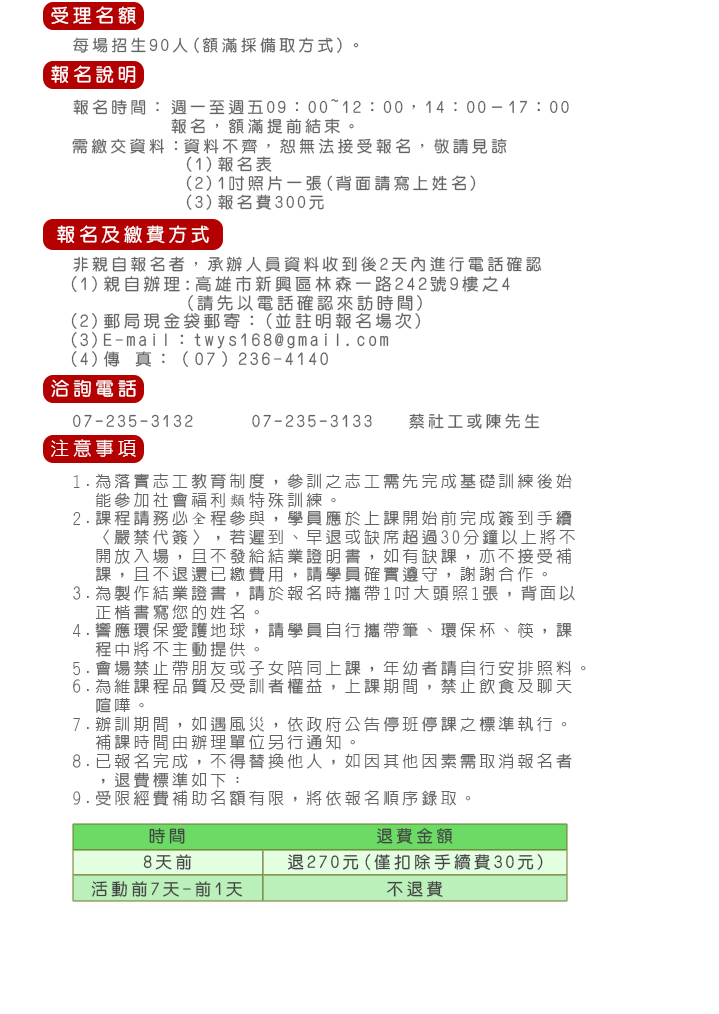 受理名額
每場招生90人(額滿採備取方式)。
報名說明
報名時間：週一至週五09：00~12：00，14：00－17：00
報名，額滿提前結束。
需繳交資料：資料不齊，恕無法接受報名，敬請見諒
(1)報名表
(2)1吋照片一張(背面請寫上姓名)
(3)報名費300元
報名及繳費方式
非親自報名者，承辦人員資料收到後2天內進行電話確認
(1)親自辦理:高雄市新興區林森一路242號9樓之4
(請先以電話確認來訪時間)
(2)郵局現金袋郵寄：(並註明報名場次)
(3)E-mail：twys168@gmail.com
(4)傳 真：（07）236-4140
洽詢電話
07-235-3132 07-235-3133 蔡社工或陳先生
注意事項
1.為落實志工教育制度，參訓之志工需先完成基礎訓練後始
能參加社會福利類特殊訓練。
2.課程請務必全程參與，學員應於上課開始前完成簽到手續
〈嚴禁代簽〉，若遲到、早退或缺席超過30分鐘以上將不
開放入場，且不發給結業證明書，如有缺課，亦不接受補
課，且不退還已繳費用，請學員確實遵守，謝謝合作。
3.為製作結業證書，請於報名時攜帶1吋大頭照1張，背面以
正楷書寫您的姓名。
4.響應環保愛護地球，請學員自行攜帶筆、環保杯、筷，課
程中將不主動提供。
5.會場禁止帶朋友或子女陪同上課，年幼者請自行安排照料。
6.為維課程品質及受訓者權益，上課期間，禁止飲食及聊天
喧嘩。
7.辦訓期間，如遇風災，依政府公告停班停課之標準執行。
補課時間由辦理單位另行通知。
8.已報名完成，不得替換他人，如因其他因素需取消報名者
，退費標準如下：
9.受限經費補助名額有限，將依報名順序錄取。
時間 退費金額
8天前 退270元(僅扣除手續費30元)
活動前7天-前1天 不退費